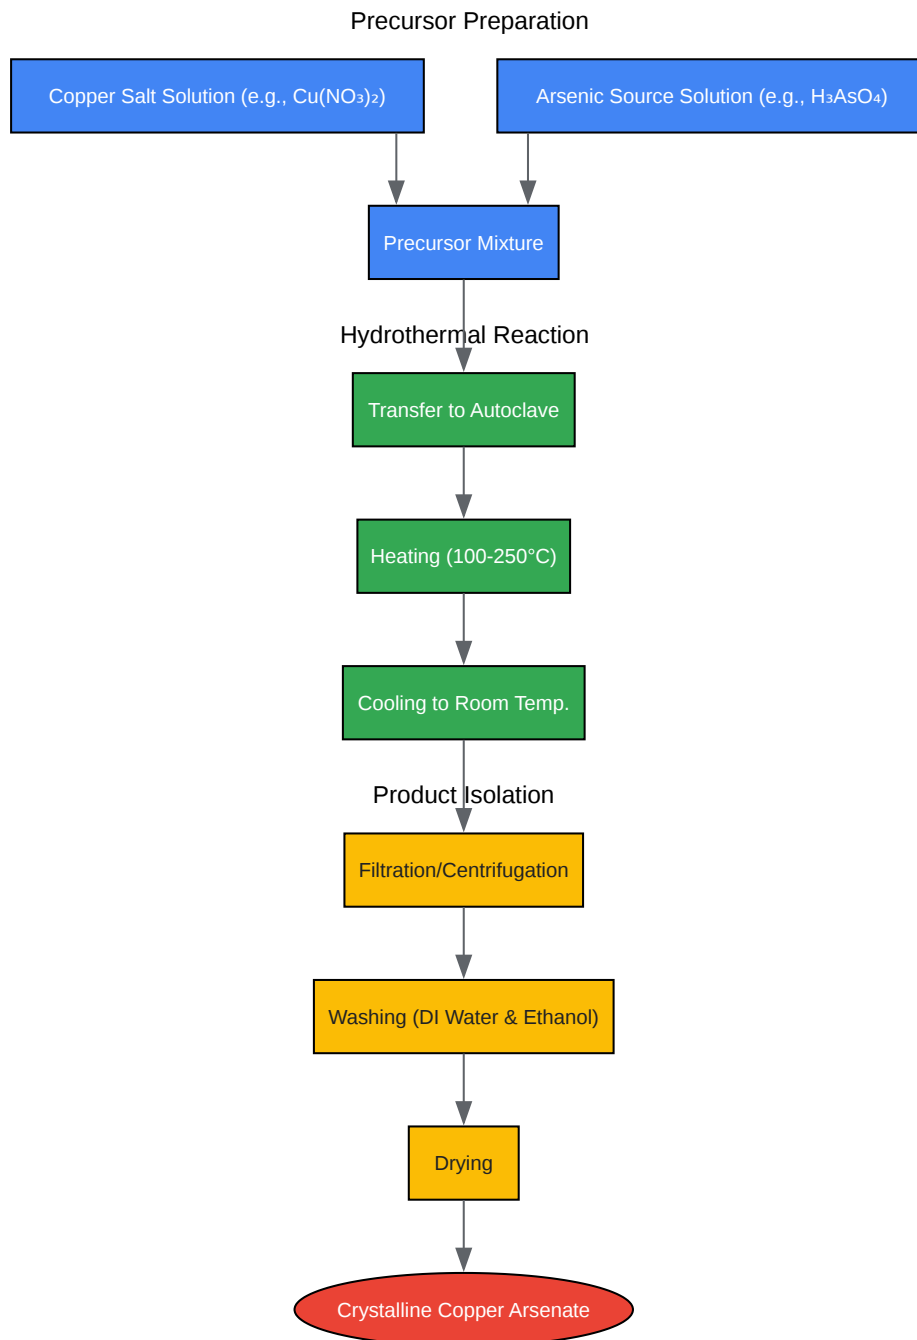 Precursor Preparation
Copper Salt Solution (e.g., Cu(NO₃)₂)
Arsenic Source Solution (e.g., H₃AsO₄)
Precursor Mixture
Hydrothermal Reaction
Transfer to Autoclave
Heating (100-250°C)
Cooling to Room Temp.
Product Isolation
Filtration/Centrifugation
Washing (DI Water & Ethanol)
Drying
Crystalline Copper Arsenate